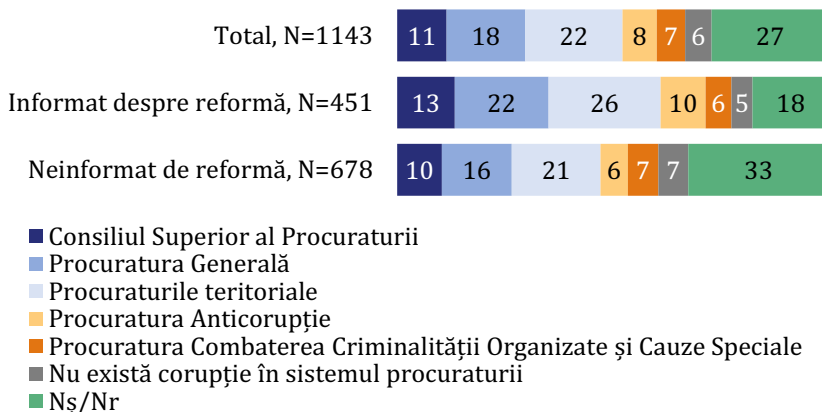 Total, N=1143 11 18 22 8 7 6 27
Informat despre reformă, N=451 13 22 26 10 6 5 18
Neinformat de reformă, N=678 10 16 21 6 7 7 33
Consiliul Superior al Procuraturii
Procuratura Generală
Procuraturile teritoriale
Procuratura Anticorupție
Procuratura Combaterea Criminalității Organizate și Cauze Speciale
Nu există corupție în sistemul procuraturii
Nș/Nr